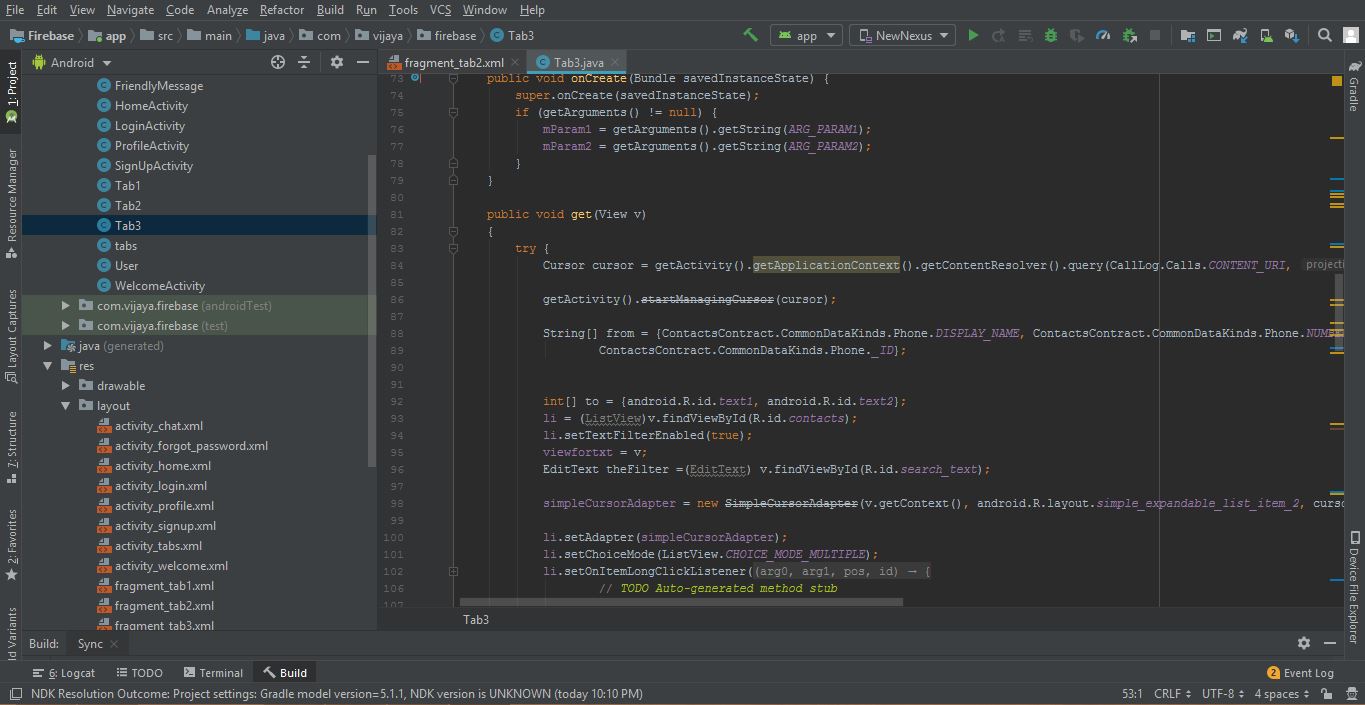 File Edit View Navigate Code Analyze Refactor Build Run Tools VCS Window Help
Firebase app src main java com vijaya firebase Tab3 app NewNexus
1: Project
Resource Manager
Layout Captures
7: Structure
2: Favorites
Android
FriendlyMessage
HomeActivity
LoginActivity
ProfileActivity
SignUpActivity
Tab1
Tab2
Tab3
tabs
User
WelcomeActivity
com.vijaya.firebase (androidTest)
com.vijaya.firebase (test)
java (generated)
res
drawable
layout
activity_chat.xml
activity_forgot_password.xml
activity_home.xml
activity_login.xml
activity_profile.xml
activity_signup.xml
activity_tabs.xml
activity_welcome.xml
fragment_tab1.xml
fragment_tab2.xml
fragment_tab3.xml
fragment_tab2.xml Tab3.java
73 public void onCreate(Bundle savedInstanceState) {
74 super.onCreate(savedInstanceState);
75 if (getArguments() != null) {
76 mParam1 = getArguments().getString(ARG_PARAM1);
77 mParam2 = getArguments().getString(ARG_PARAM2);
78 }
79 }
80
81 public void get(View v)
82 {
83 try {
84 Cursor cursor = getActivity().getApplicationContext().getContentResolver().query(CallLog.Calls.CONTENT_URI, projecti
85
86 getActivity().startManagingCursor(cursor);
87
88 String[] from = {ContactsContract.CommonDataKinds.Phone.DISPLAY_NAME, ContactsContract.CommonDataKinds.Phone.NUMB
89 ContactsContract.CommonDataKinds.Phone._ID};
90
91
92 int[] to = {android.R.id.text1, android.R.id.text2};
93 li = (ListView)v.findViewById(R.id.contacts);
94 li.setTextFilterEnabled(true);
95 viewfortxt = v;
96 EditText theFilter =(EditText) v.findViewById(R.id.search_text);
97
98 simpleCursorAdapter = new SimpleCursorAdapter(v.getContext(), android.R.layout.simple_expandable_list_item_2, curso
99
100 li.setAdapter(simpleCursorAdapter);
101 li.setChoiceMode(ListView.CHOICE_MODE_MULTIPLE);
102 li.setOnItemLongClickListener((arg0, arg1, pos, id) → {
106 // TODO Auto-generated method stub
107
Tab3
Gradle
Device File Explorer
Build: Sync
6: Logcat TODO Terminal Build 2 Event Log
NDK Resolution Outcome: Project settings: Gradle model version=5.1.1, NDK version is UNKNOWN (today 10:10 PM) 53:1 CRLF UTF-8 4 spaces